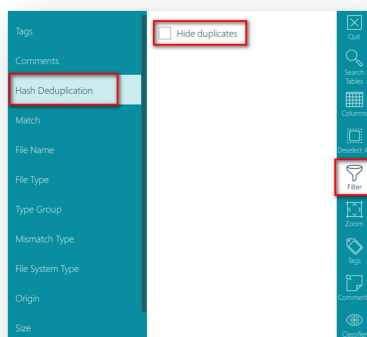 Tags
Comments
Hash Deduplication
Match
File Name
File Type
Type Group
Mismatch Type
File System Type
Origin
Size
Hide duplicates
Quit
Search
Tables
Columns
Deselect A
Filter
Zoom
Tags
Comment
Classifier